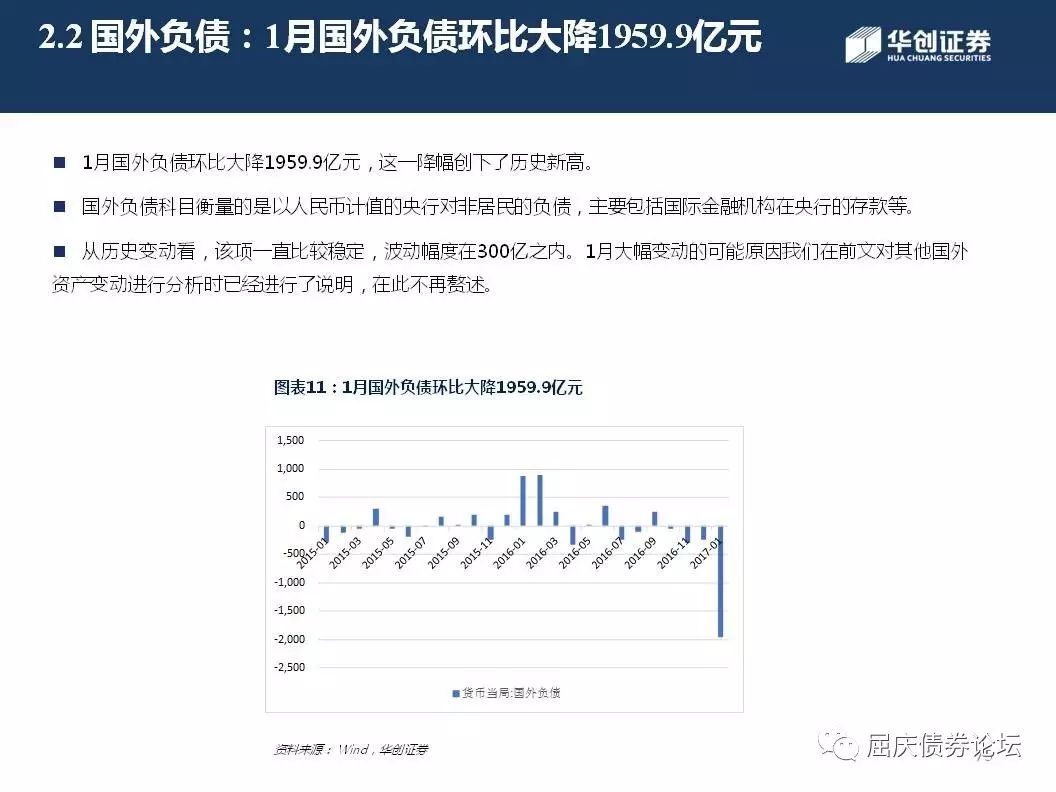 2.2 国外负债：1月国外负债环比大降1959.9亿元
华创证券
HUA CHUANG SECURITIES
■ 1月国外负债环比大降1959.9亿元，这一降幅创下了历史新高。
■ 国外负债科目衡量的是以人民币计值的央行对非居民的负债，主要包括国际金融机构在央行的存款等。
■ 从历史变动看，该项一直比较稳定，波动幅度在300亿之内。1月大幅变动的可能原因我们在前文对其他国外
资产变动进行分析时已经进行了说明，在此不再赘述。
图表11：1月国外负债环比大降1959.9亿元
1,500
1,000
500
0
-500
-1,000
-1,500
-2,000
-2,500
2015-01
2015-03
2015-05
2015-07
2015-09
2015-11
2016-01
2016-03
2016-05
2016-07
2016-09
2016-11
2017-01
货币当局:国外负债
资料来源：Wind，华创证券
屈庆债券论坛